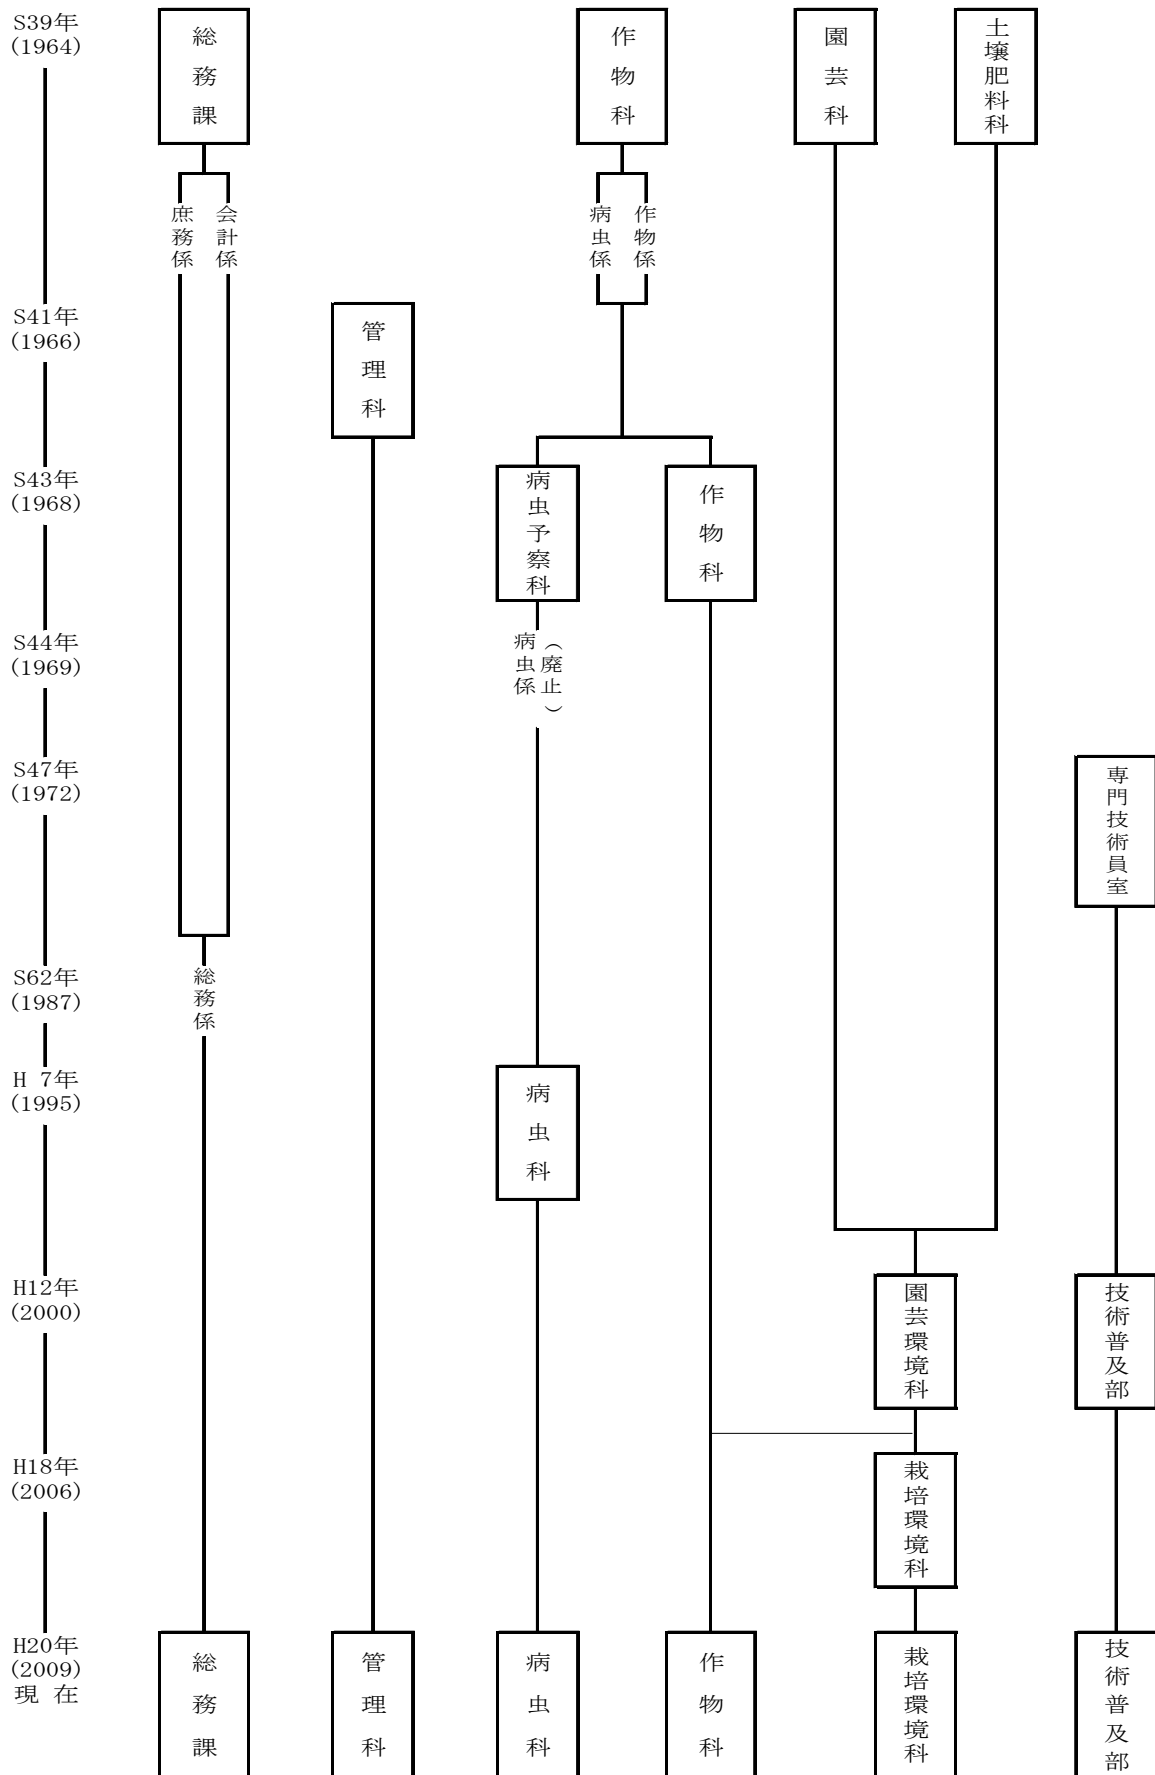 S39年
(1964)
総務課
作物科
園芸科
土壌肥料科
庶務係
会計係
病虫係
作物係
S41年
(1966)
管理科
S43年
(1968)
病虫予察科
作物科
S44年
(1969)
病虫係
（廃止）
S47年
(1972)
専門技術員室
S62年
(1987)
総務係
H 7年
(1995)
病虫科
H12年
(2000)
園芸環境科
技術普及部
H18年
(2006)
栽培環境科
H20年
(2009)
現 在
総務課
管理科
病虫科
作物科
栽培環境科
技術普及部